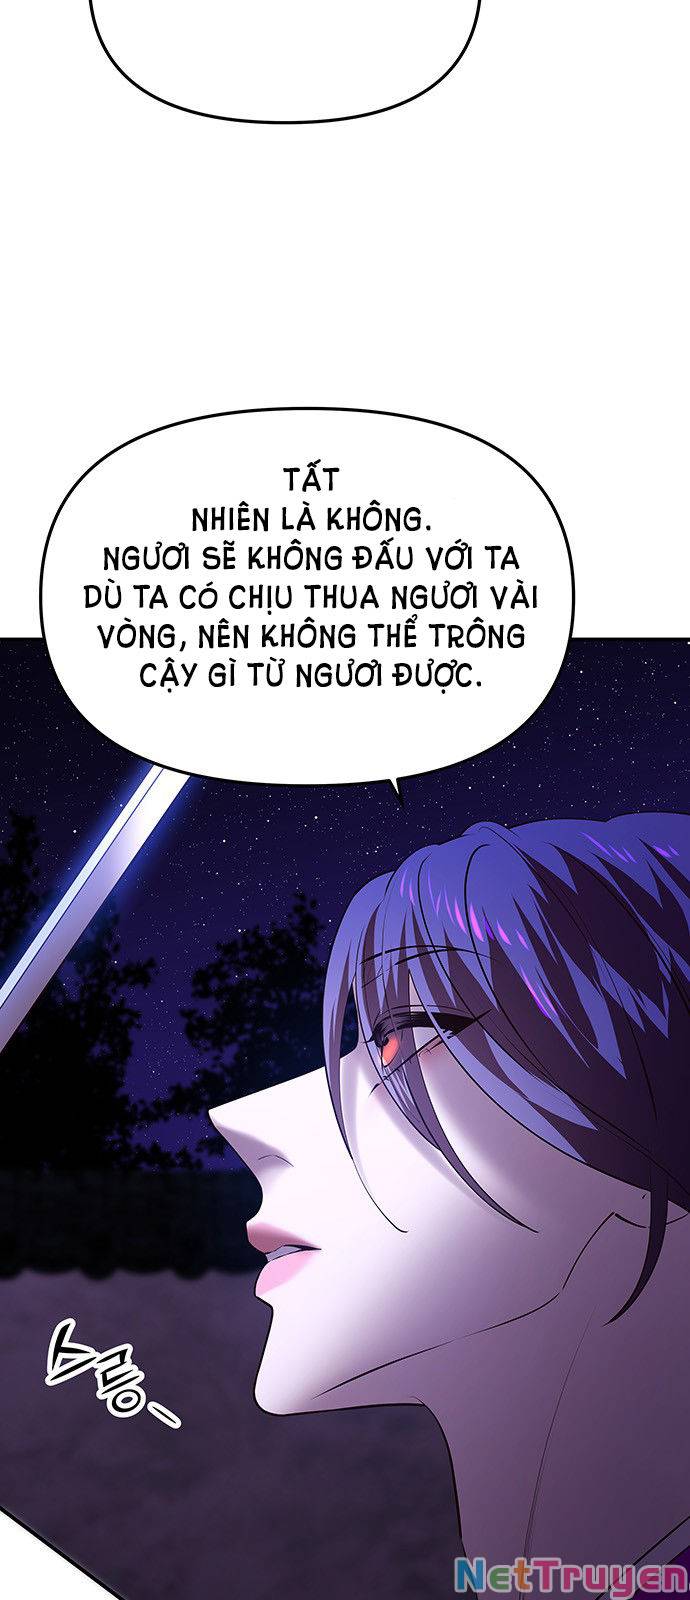 TẤT
NHIÊN LÀ KHÔNG.
NGƯƠI SẼ KHÔNG ĐẤU VỚI TA
DÙ TA CÓ CHỊU THUA NGƯƠI VÀI
VÒNG, NÊN KHÔNG THỂ TRÔNG
CẬY GÌ TỪ NGƯƠI ĐƯỢC.
스릉-
NetTruyen